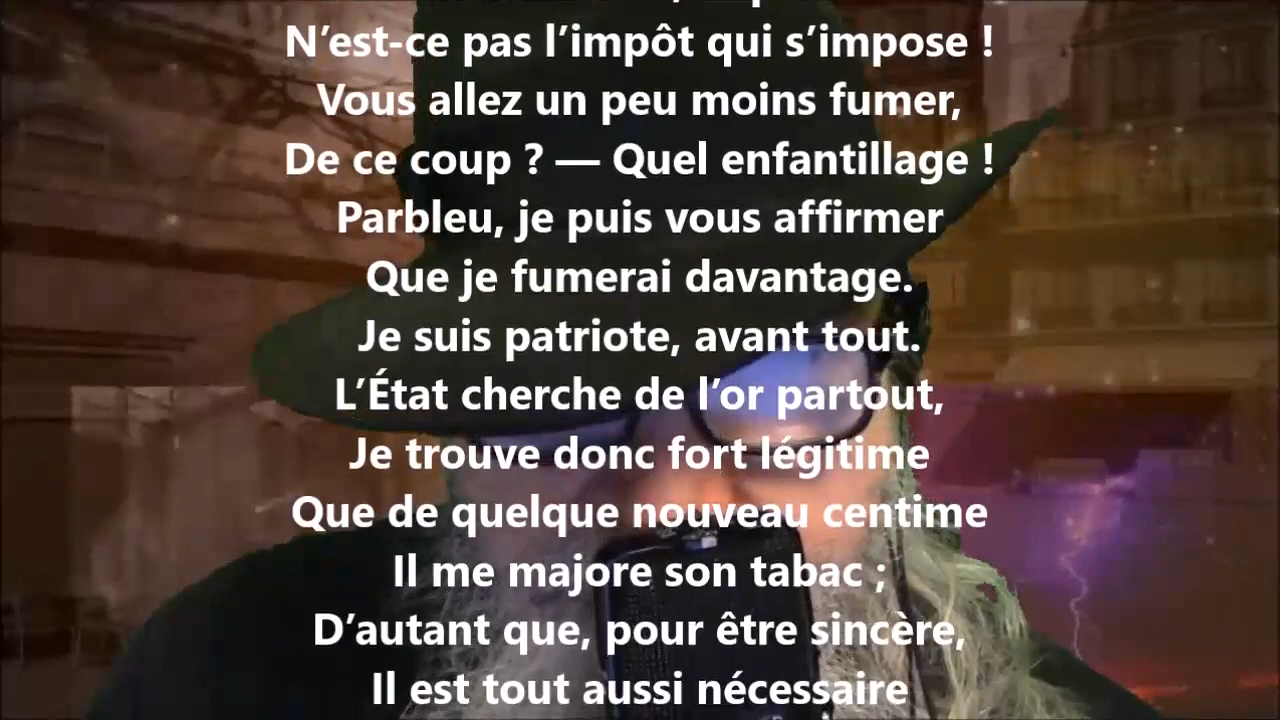 N’est-ce pas l’impôt qui s’impose !
Vous allez un peu moins fumer,
De ce coup ? — Quel enfantillage !
Parbleu, je puis vous affirmer
Que je fumerai davantage.
Je suis patriote, avant tout.
L’État cherche de l’or partout,
Je trouve donc fort légitime
Que de quelque nouveau centime
Il me majore son tabac ;
D’autant que, pour être sincère,
Il est tout aussi nécessaire